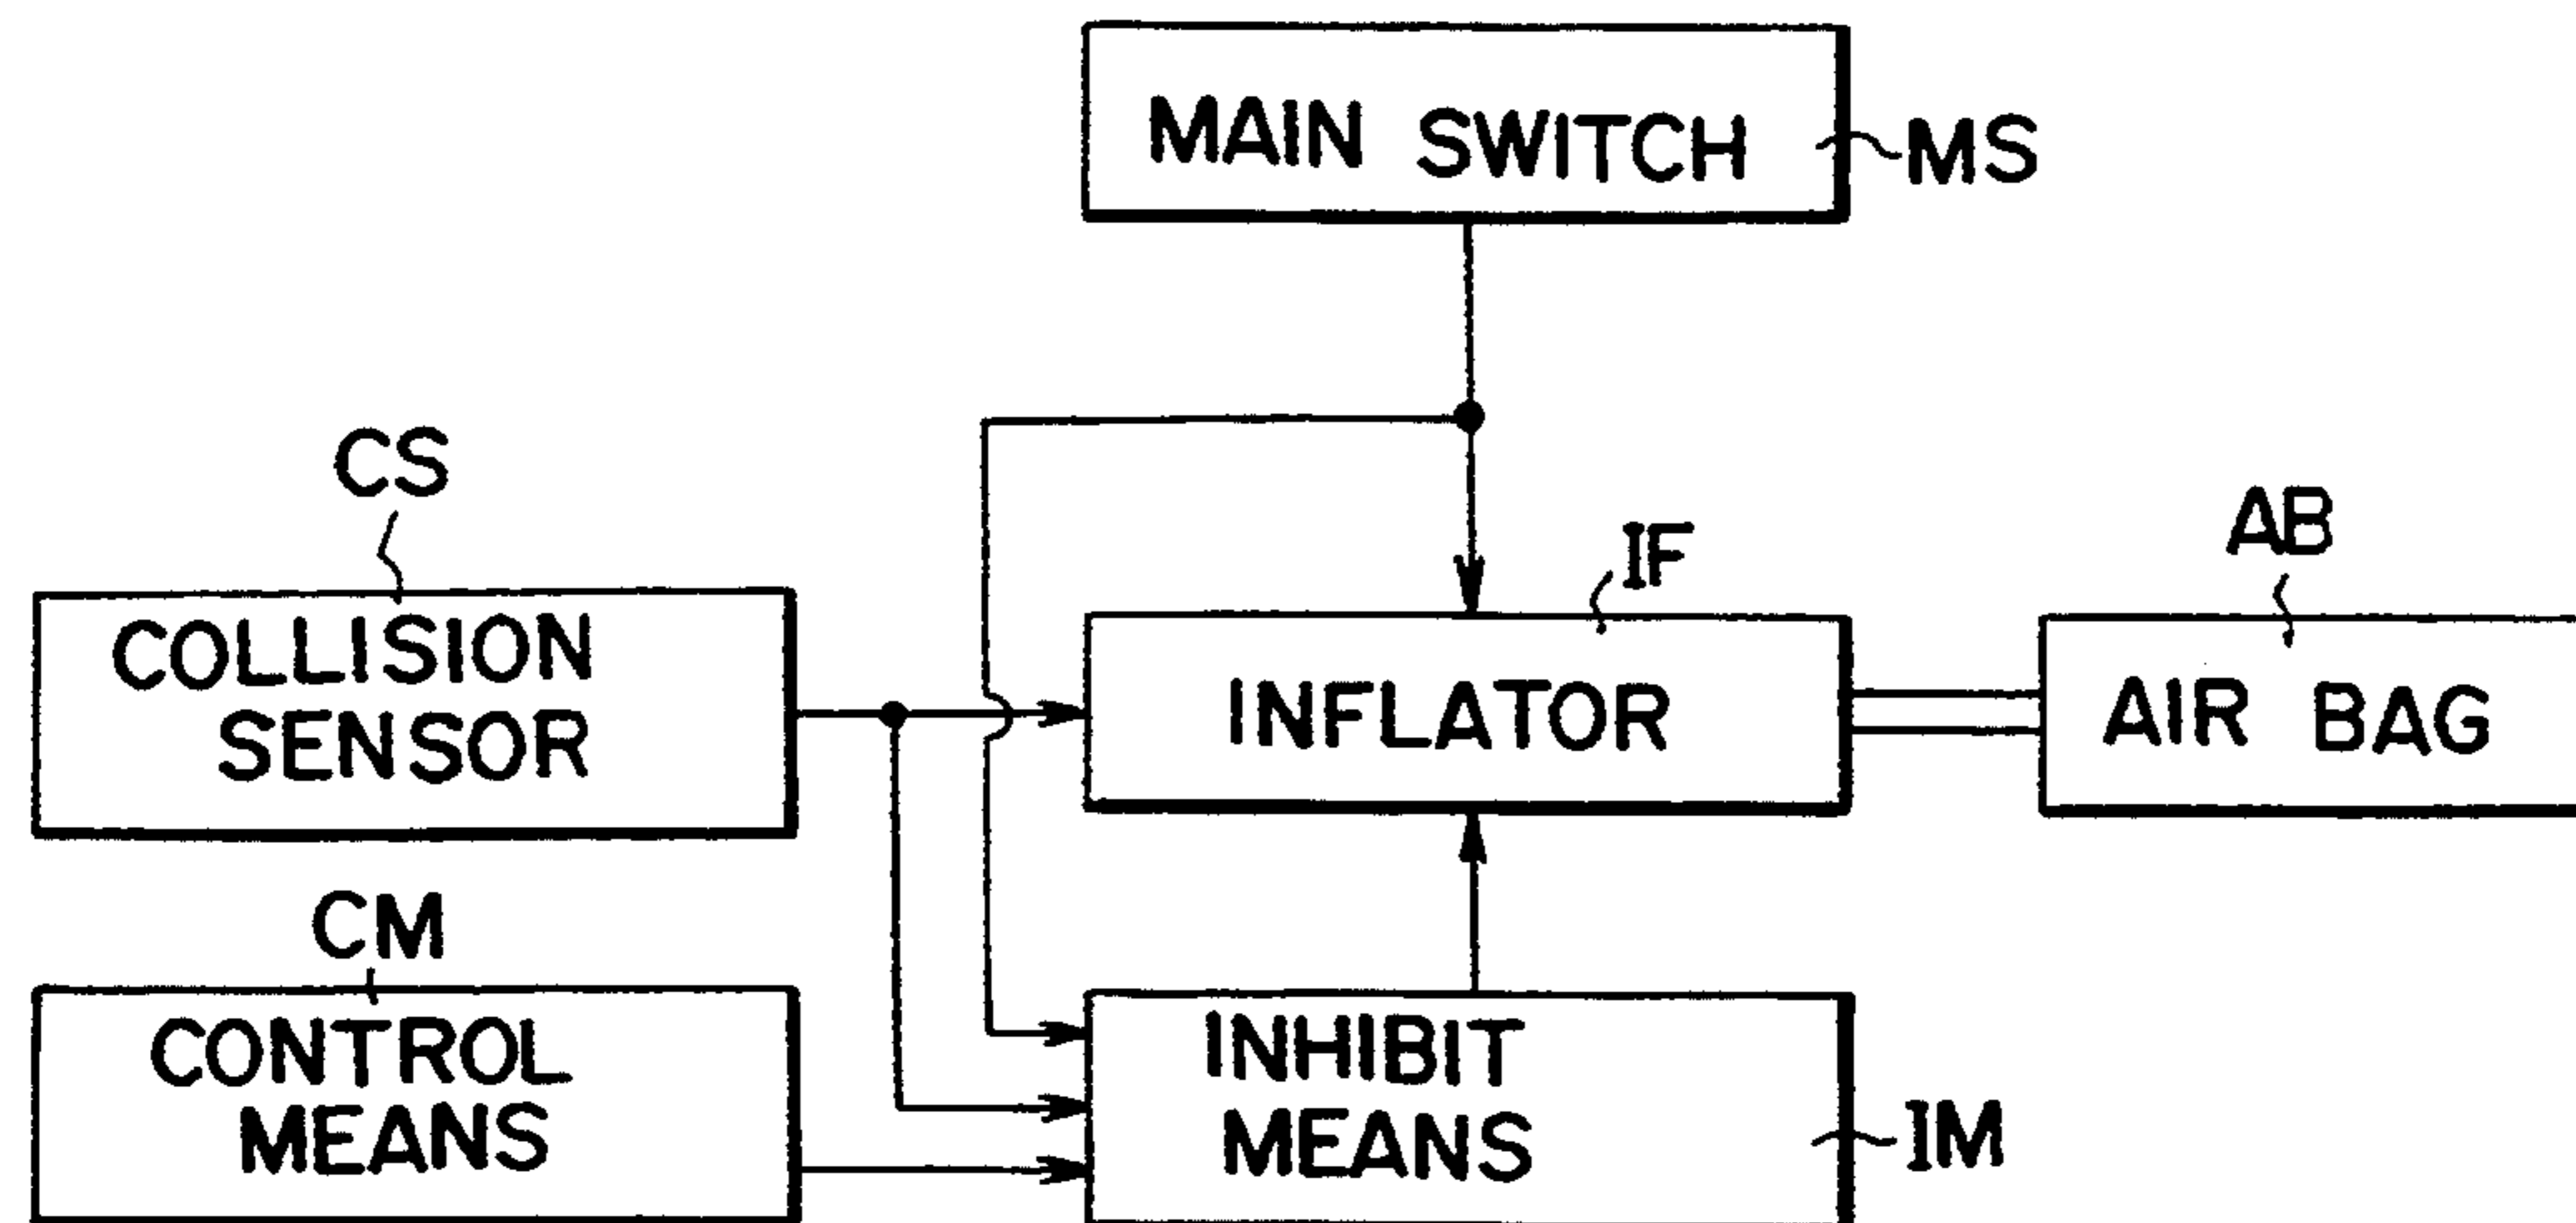 MAIN SWITCH
MS
CS
COLLISION
SENSOR
IF
INFLATOR
AB
AIR BAG
CM
CONTROL
MEANS
INHIBIT
MEANS
IM